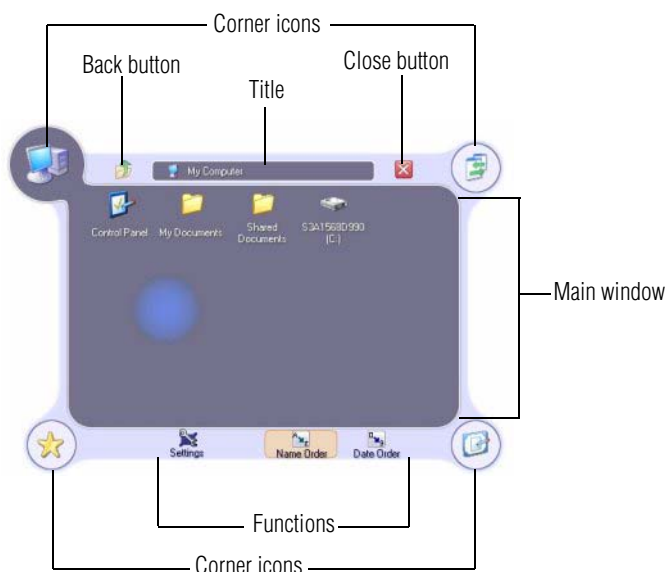 Corner icons
Back button
Close button
Title
My Computer
Control Panel
My Documents
Shared
Documents
S3A1568D990
(C:)
Main window
Settings
Name Order
Date Order
Functions
Corner icons